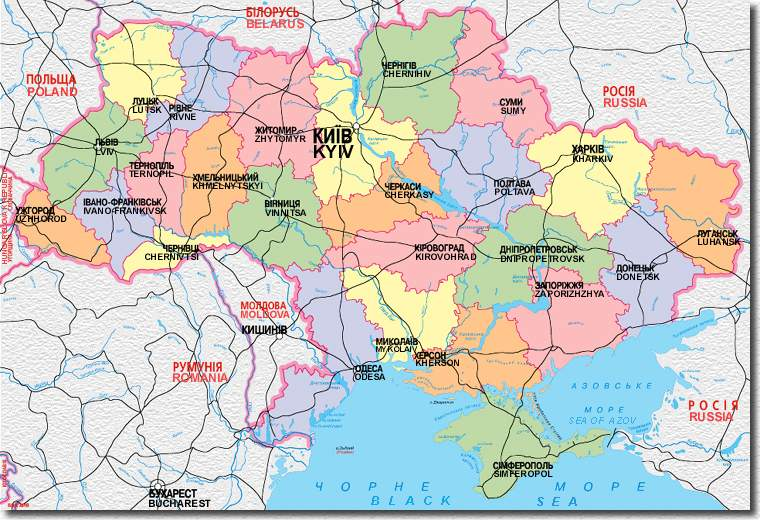 БІЛОРУСЬ
BELARUS
ПОЛЬЩА
POLAND
ЧЕРНІГІВ
CHERNIHIV
РОСІЯ
RUSSIA
СУМИ
SUMY
ЛУЦЬК
LUTSK
РІВНЕ
RIVNE
ЖИТОМИР
ZHYTOMYR
КИЇВ
KYIV
ЛЬВІВ
LVIV
ХАРКІВ
KHARKIV
ТЕРНОПІЛЬ
TERNOPIL
ХМЕЛЬНИЦЬКИЙ
KHMELNYTSKYI
ЧЕРКАСИ
CHERKASY
ПОЛТАВА
POLTAVA
ІВАНО-ФРАНКІВСЬК
IVANO-FRANKIVSK
УЖГОРОД
UZHHOROD
ВІННИЦЯ
VINNITSA
ЛУГАНСЬК
LUHANSK
ЧЕРНІВЦІ
CHERNIVTSI
КІРОВОГРАД
KIROVOHRAD
ДНІПРОПЕТРОВСЬК
DNIPROPETROVSK
ДОНЕЦЬК
DONETSK
ЗАПОРІЖЖЯ
ZAPORIZHZHYA
МОЛДОВА
MOLDOVA
КИШИНІВ
МИКОЛАЇВ
MYKOLAIV
ХЕРСОН
KHERSON
РУМУНІЯ
ROMANIA
ОДЕСА
ODESA
АЗОВСЬКЕ
МОРЕ
SEA OF AZOV
РОСІЯ
RUSSIA
СІМФЕРОПОЛЬ
SIMFEROPOL
БУХАРЕСТ
BUCHAREST
ЧОРНЕ МОРЕ
BLACK SEA